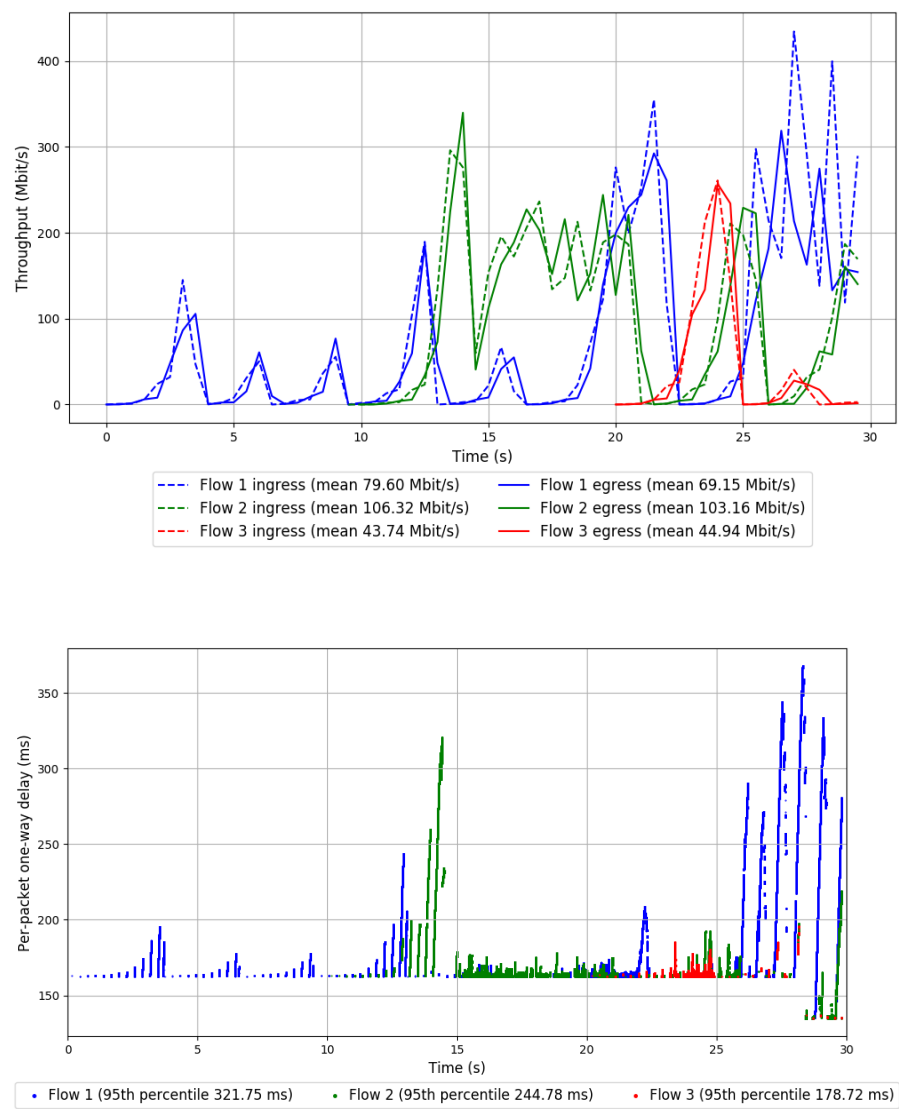 400
300
200
100
0
Throughput (Mbit/s)
0 5 10 15 20 25 30
Time (s)
Flow 1 ingress (mean 79.60 Mbit/s) Flow 1 egress (mean 69.15 Mbit/s)
Flow 2 ingress (mean 106.32 Mbit/s) Flow 2 egress (mean 103.16 Mbit/s)
Flow 3 ingress (mean 43.74 Mbit/s) Flow 3 egress (mean 44.94 Mbit/s)
350
300
250
200
150
Per-packet one-way delay (ms)
0 5 10 15 20 25 30
Time (s)
Flow 1 (95th percentile 321.75 ms) Flow 2 (95th percentile 244.78 ms) Flow 3 (95th percentile 178.72 ms)